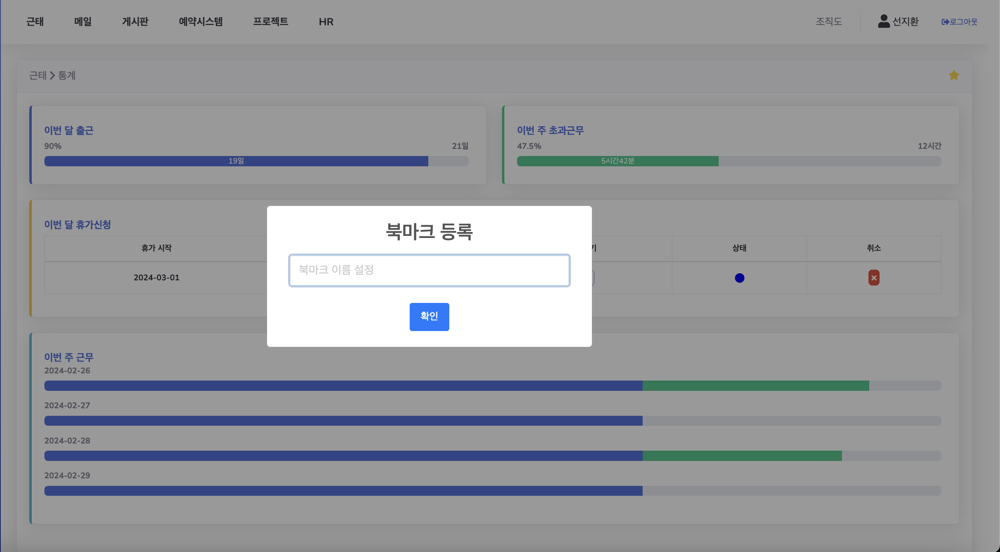 근태 메일 게시판 예약시스템 프로젝트 HR 조직도 선지환 로그아웃
근태 통계
이번 달 출근
90% 21일
19일
이번 주 초과근무
47.5% 12시간
5시간42분
이번 달 휴가신청
휴가 시작 기 상태 취소
2024-03-01
북마크 등록
북마크 이름 설정
확인
이번 주 근무
2024-02-26
2024-02-27
2024-02-28
2024-02-29